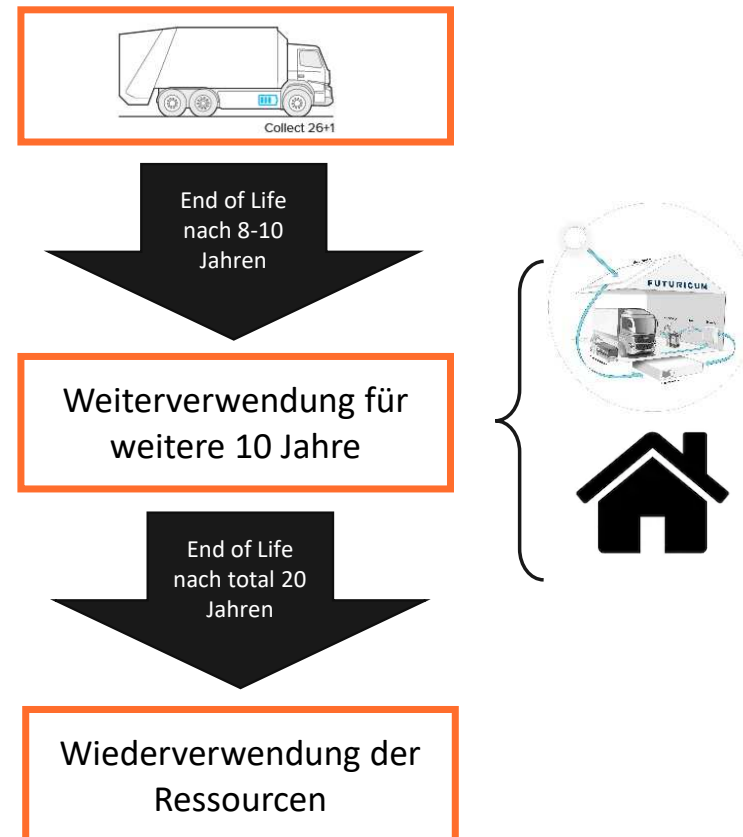 Collect 26+1
End of Life
nach 8-10
Jahren
FUTURICUM
Weiterverwendung für
weitere 10 Jahre
End of Life
nach total 20
Jahren
Wiederverwendung der
Ressourcen